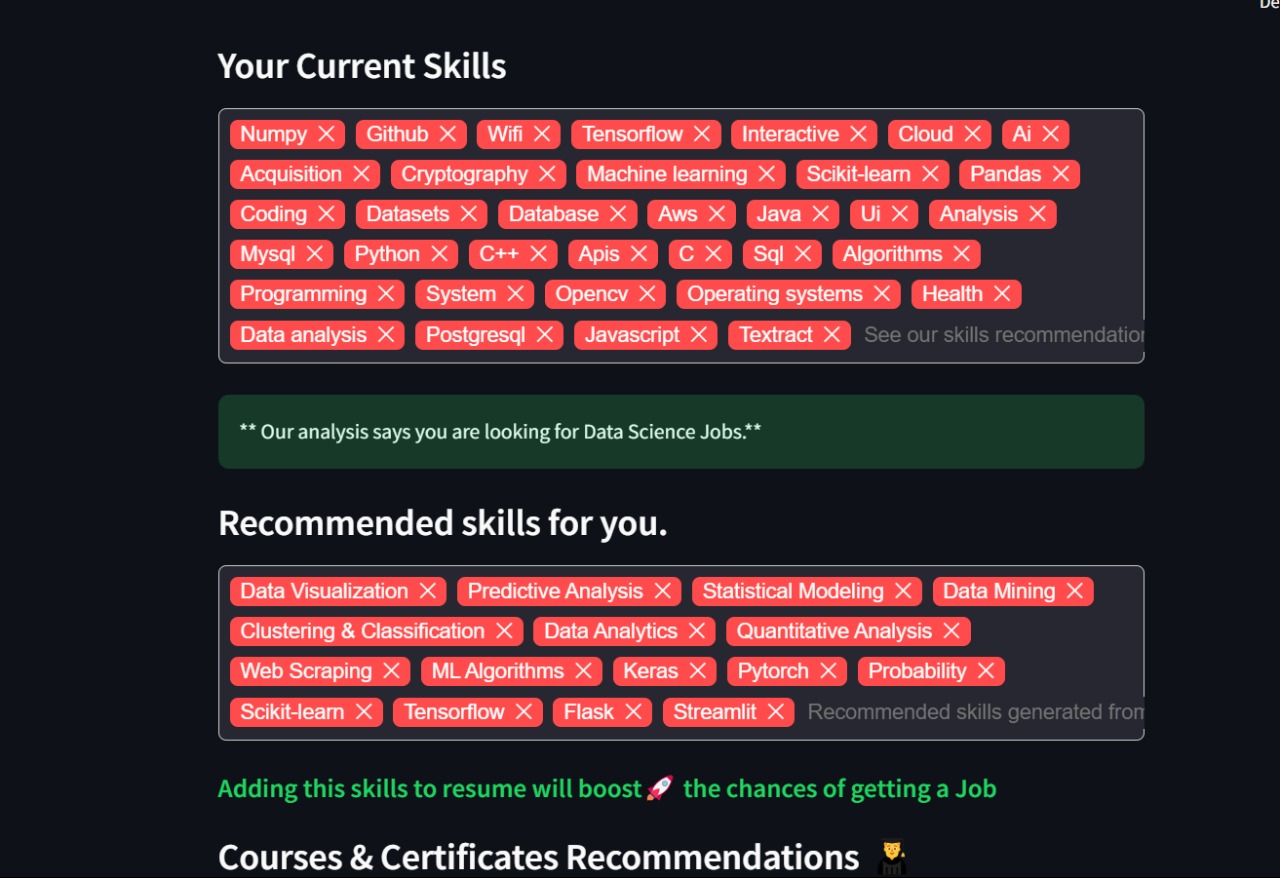 De
Your Current Skills
Numpy × Github × Wifi × Tensorflow × Interactive × Cloud × Ai ×
Acquisition × Cryptography × Machine learning × Scikit-learn × Pandas ×
Coding × Datasets × Database × Aws × Java × Ui × Analysis ×
Mysql × Python × C++ × Apis × C × Sql × Algorithms ×
Programming × System × Opencv × Operating systems × Health ×
Data analysis × Postgresql × Javascript × Textract × See our skills recommendation
** Our analysis says you are looking for Data Science Jobs.**
Recommended skills for you.
Data Visualization × Predictive Analysis × Statistical Modeling × Data Mining ×
Clustering & Classification × Data Analytics × Quantitative Analysis ×
Web Scraping × ML Algorithms × Keras × Pytorch × Probability ×
Scikit-learn × Tensorflow × Flask × Streamlit × Recommended skills generated from
Adding this skills to resume will boost🚀 the chances of getting a Job
Courses & Certificates Recommendations 🧑‍🎓